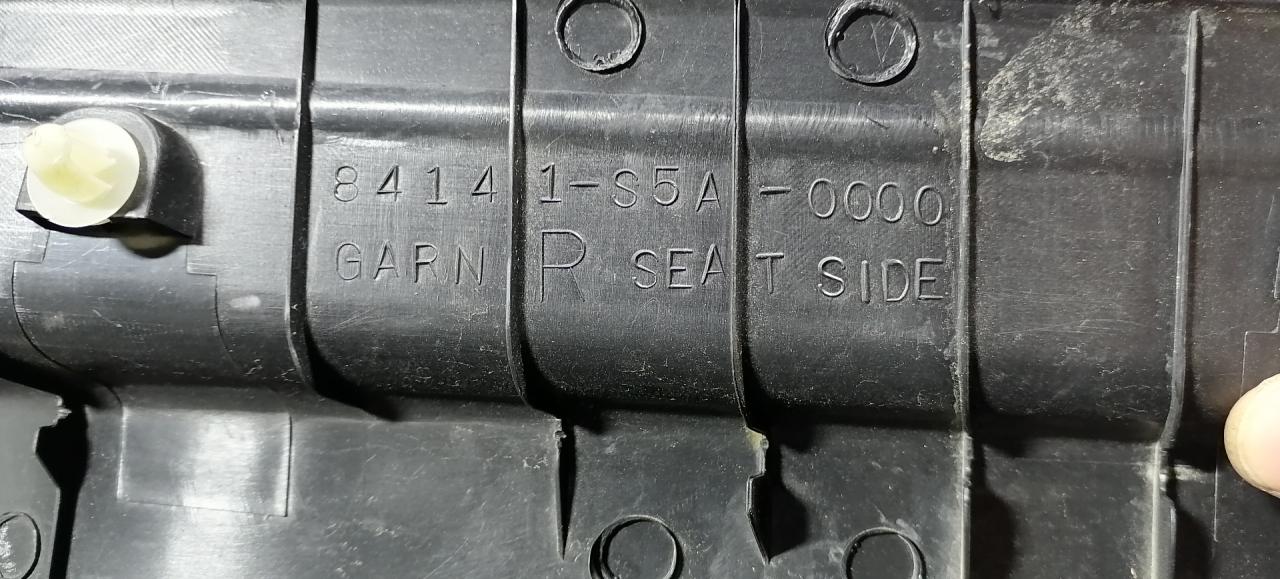 84141-S5A-0000
GARN R SEAT SIDE